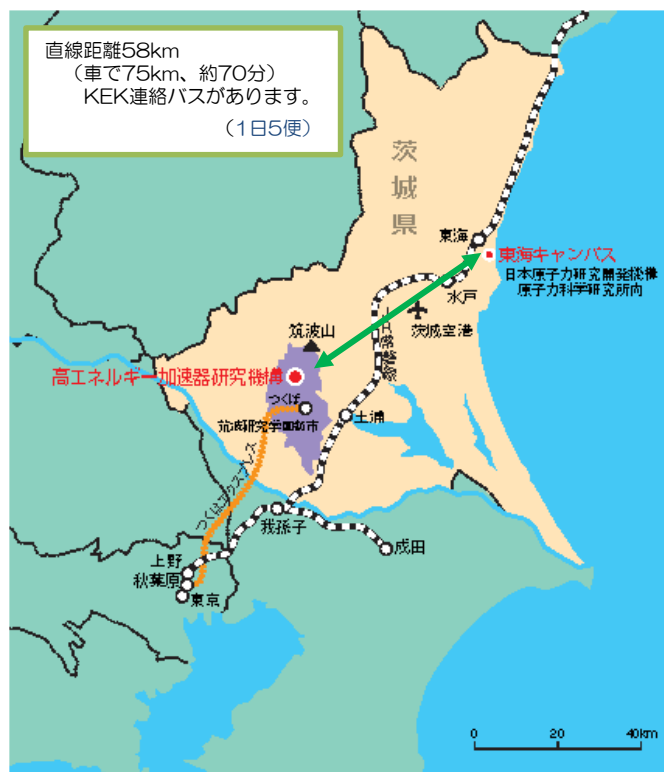 直線距離58km
（車で75km、約70分）
KEK連絡バスがあります。
（1日5便）
茨城県
東海
東海キャンパス
日本原子力研究開発機構
原子力科学研究所内
水戸
茨城空港
JR常磐線
筑波山
高エネルギー加速器研究機構
つくば
筑波研究学園都市
土浦
つくばエクスプレス
我孫子
成田
上野
秋葉原
東京
0 20 40km